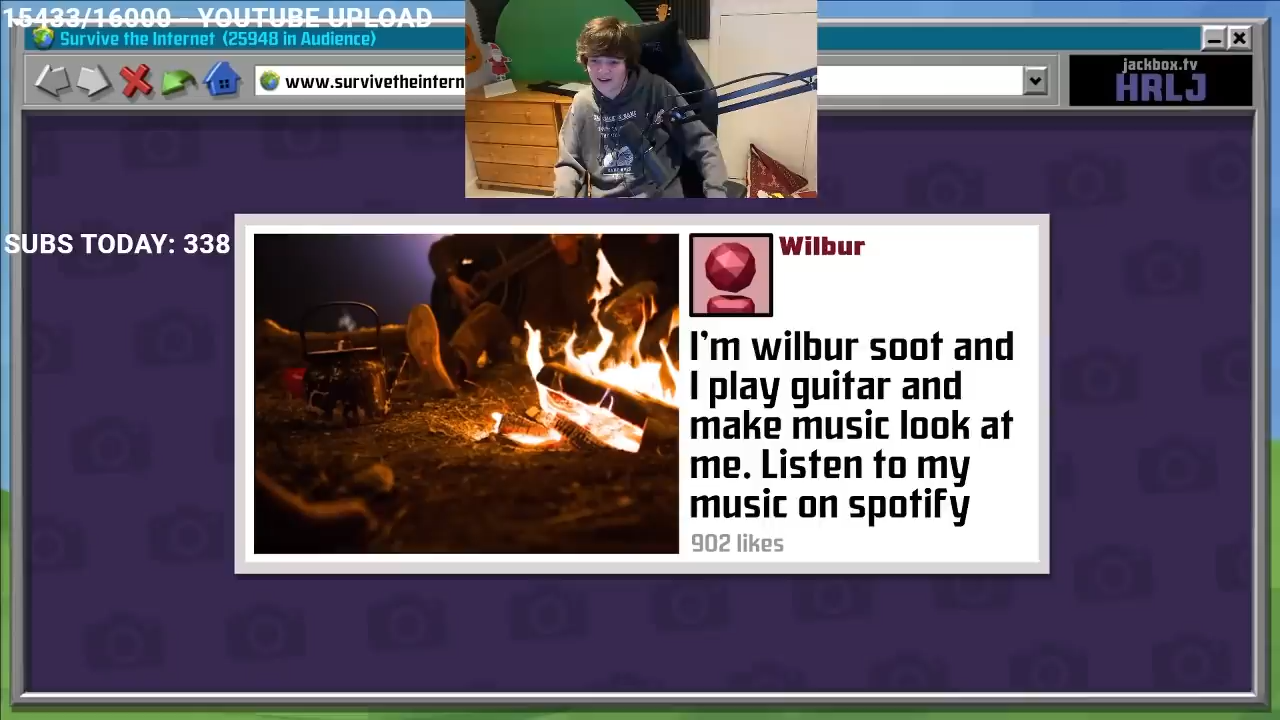 15433/16000 - YOUTUBE UPLOAD
Survive the Internet (25948 in Audience)
www.survivetheintern
jackbox.tv
HRLJ
SUBS TODAY: 338
Wilbur
I'm wilbur soot and
I play guitar and
make music look at
me. Listen to my
music on spotify
902 likes